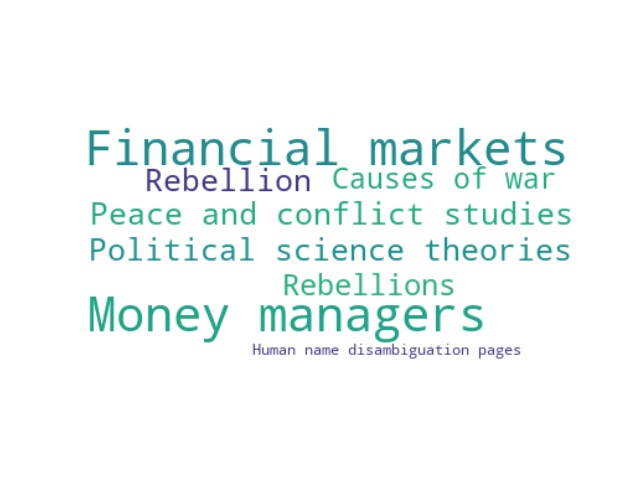 Financial markets
Rebellion Causes of war
Peace and conflict studies
Political science theories
Rebellions
Money managers
Human name disambiguation pages